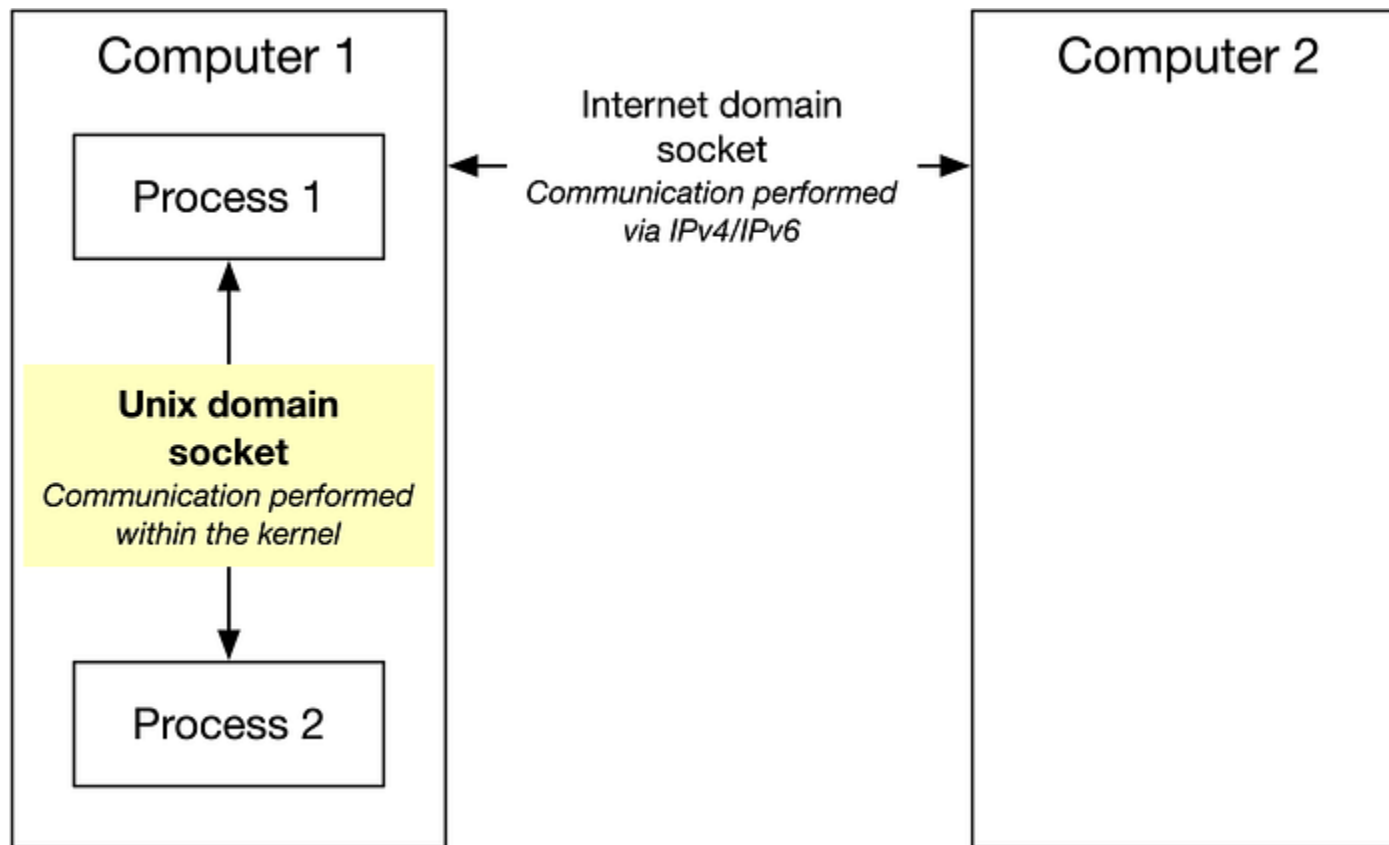 Computer 1
Process 1
Unix domain
socket
Communication performed
within the kernel
Process 2
Internet domain
socket
Communication performed
via IPv4/IPv6
Computer 2